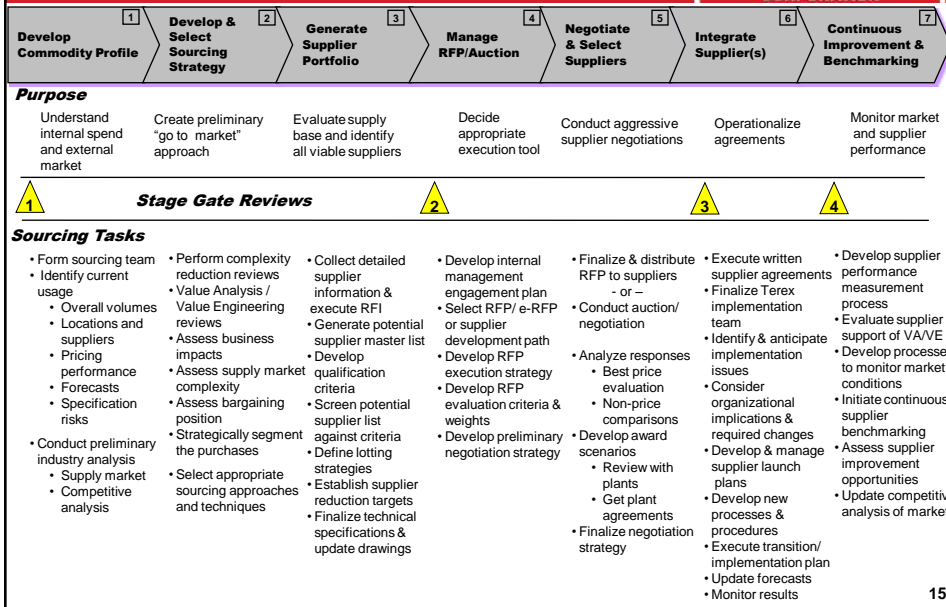 1
Develop
Commodity Profile
2
Develop &
Select
Sourcing
Strategy
3
Generate
Supplier
Portfolio
4
Manage
RFP/Auction
5
Negotiate
& Select
Suppliers
6
Integrate
Supplier(s)
7
Continuous
Improvement &
Benchmarking
Purpose
Understand
internal spend
and external
market
Create preliminary
“go to market”
approach
Evaluate supply
base and identify
all viable suppliers
Decide
appropriate
execution tool
Conduct aggressive
supplier negotiations
Operationalize
agreements
Monitor market
and supplier
performance
1
Stage Gate Reviews
2
3
4
Sourcing Tasks
• Form sourcing team
• Identify current
usage
• Overall volumes
• Locations and
suppliers
• Pricing
performance
• Forecasts
• Specification
risks
• Conduct preliminary
industry analysis
• Supply market
• Competitive
analysis
• Perform complexity
reduction reviews
• Value Analysis /
Value Engineering
reviews
• Assess business
impacts
• Assess supply market
complexity
• Assess bargaining
position
• Strategically segment
the purchases
• Select appropriate
sourcing approaches
and techniques
• Collect detailed
supplier
information &
execute RFI
• Generate potential
supplier master list
• Develop
qualification
criteria
• Screen potential
supplier list
against criteria
• Define lotting
strategies
• Establish supplier
reduction targets
• Finalize technical
specifications &
update drawings
• Develop internal
management
engagement plan
• Select RFP/ e-RFP
or supplier
development path
• Develop RFP
execution strategy
• Develop RFP
evaluation criteria &
weights
• Develop preliminary
negotiation strategy
• Finalize & distribute
RFP to suppliers
- or –
• Conduct auction/
negotiation
• Analyze responses
• Best price
evaluation
• Non-price
comparisons
• Develop award
scenarios
• Review with
plants
• Get plant
agreements
• Finalize negotiation
strategy
• Execute written
supplier agreements
• Finalize Terex
implementation
team
• Identify & anticipate
implementation
issues
• Consider
organizational
implications &
required changes
• Develop & manage
supplier launch
plans
• Develop new
processes &
procedures
• Execute transition/
implementation plan
• Update forecasts
• Monitor results
• Develop supplier
performance
measurement
process
• Evaluate supplier
support of VA/VE
• Develop processe
to monitor market
conditions
• Initiate continuous
supplier
benchmarking
• Assess supplier
improvement
opportunities
• Update competitiv
analysis of market
15